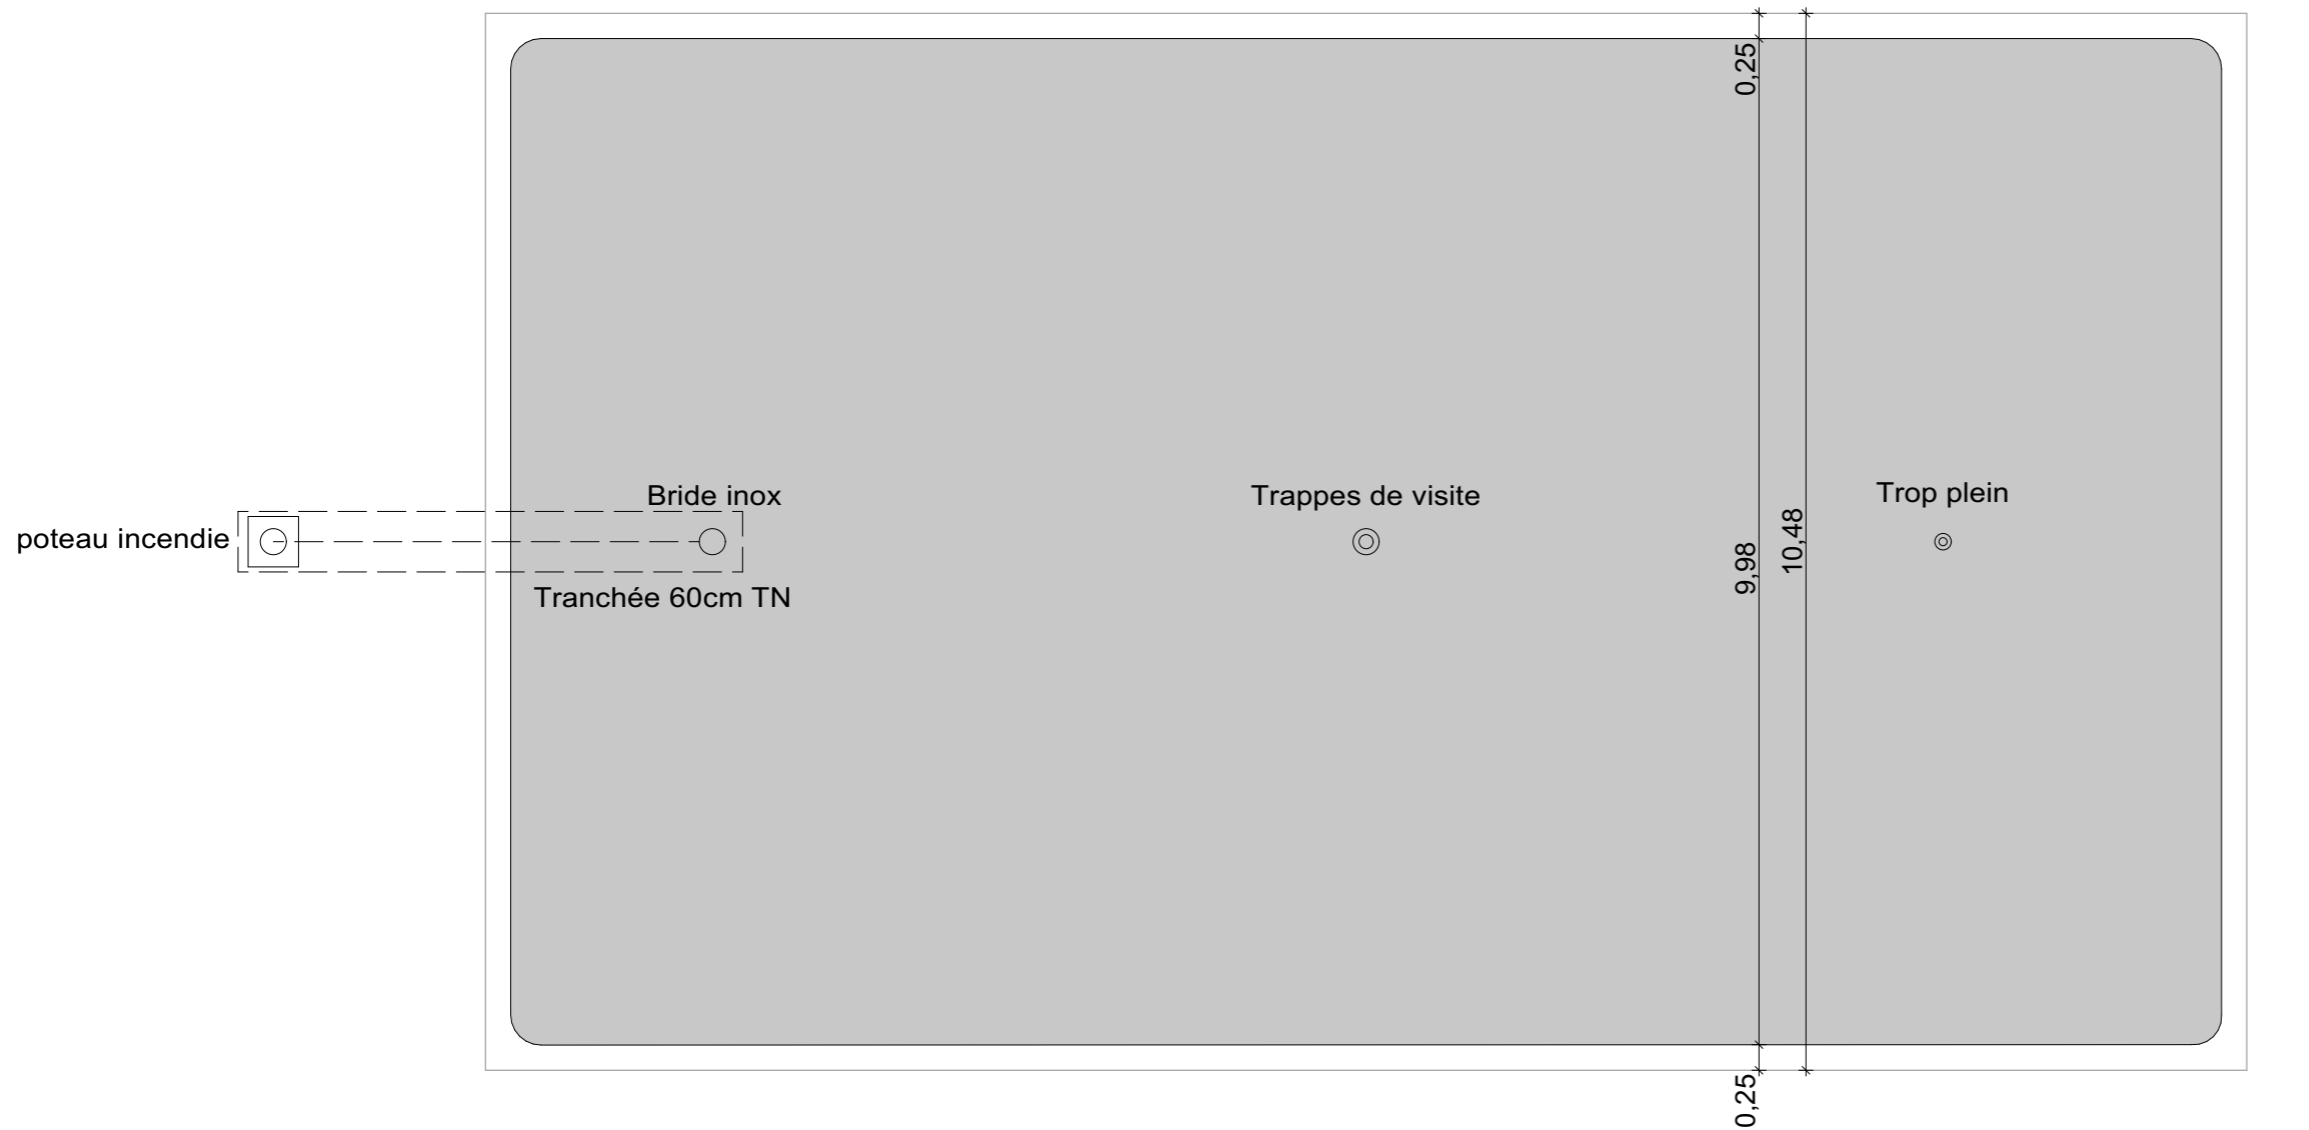 0,25
Bride inox
Trappes de visite
Trop plein
poteau incendie
9,98
10,48
Tranchée 60cm TN
0,25